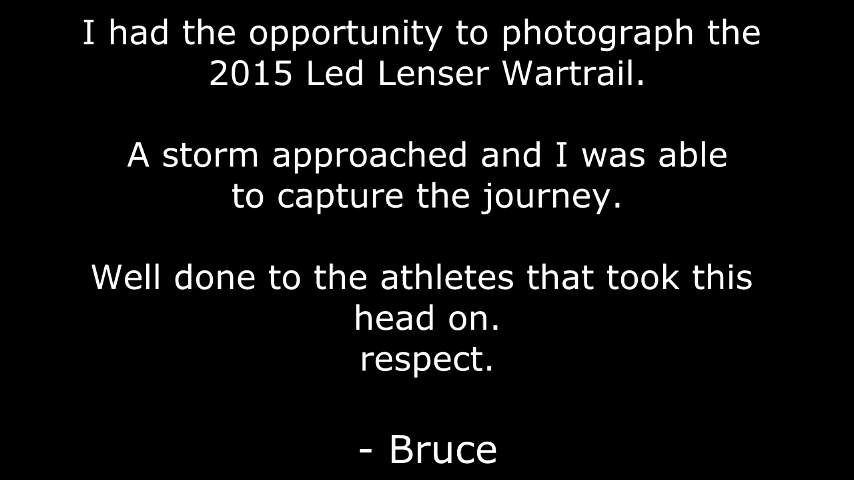 I had the opportunity to photograph the
2015 Led Lenser Wartrail.
A storm approached and I was able
to capture the journey.
Well done to the athletes that took this
head on.
respect.
- Bruce